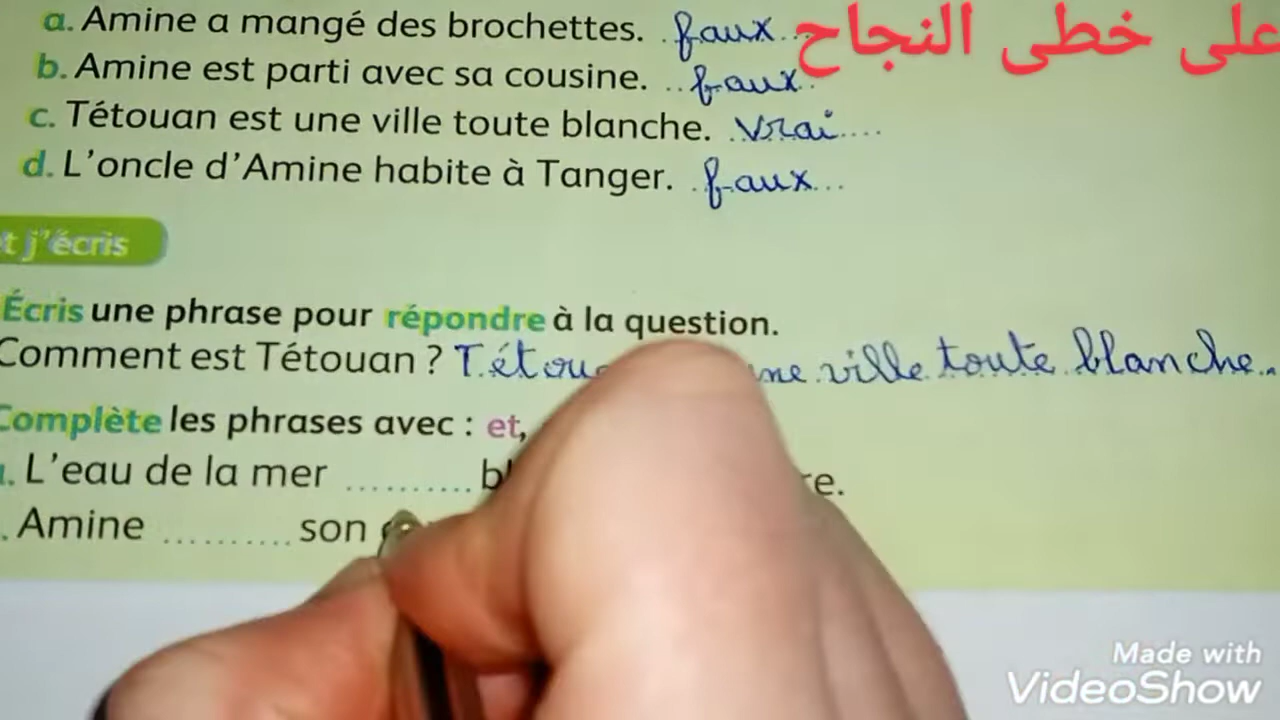 a. Amine a mangé des brochettes. faux
على خطى النجاح
b. Amine est parti avec sa cousine. faux
c. Tétouan est une ville toute blanche. vrai
d. L'oncle d'Amine habite à Tanger. faux
t j'écris
Écris une phrase pour répondre à la question.
Comment est Tétouan ? ville toute blanche.
Complète les phrases avec : et,
L'eau de la mer .......... re.
Amine .......... son
Made with
VideoShow